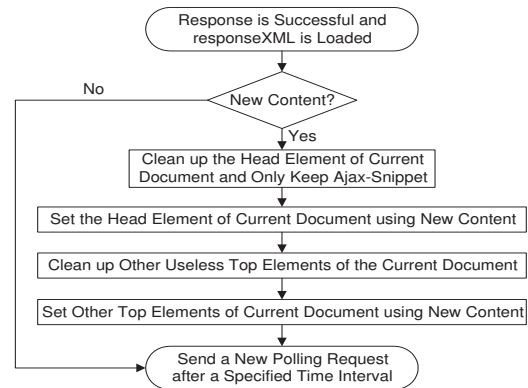 Response is Successful and
responseXML is Loaded
No
New Content?
Yes
Clean up the Head Element of Current
Document and Only Keep Ajax-Snippet
Set the Head Element of Current Document using New Content
Clean up Other Useless Top Elements of the Current Document
Set Other Top Elements of Current Document using New Content
Send a New Polling Request
after a Specified Time Interval